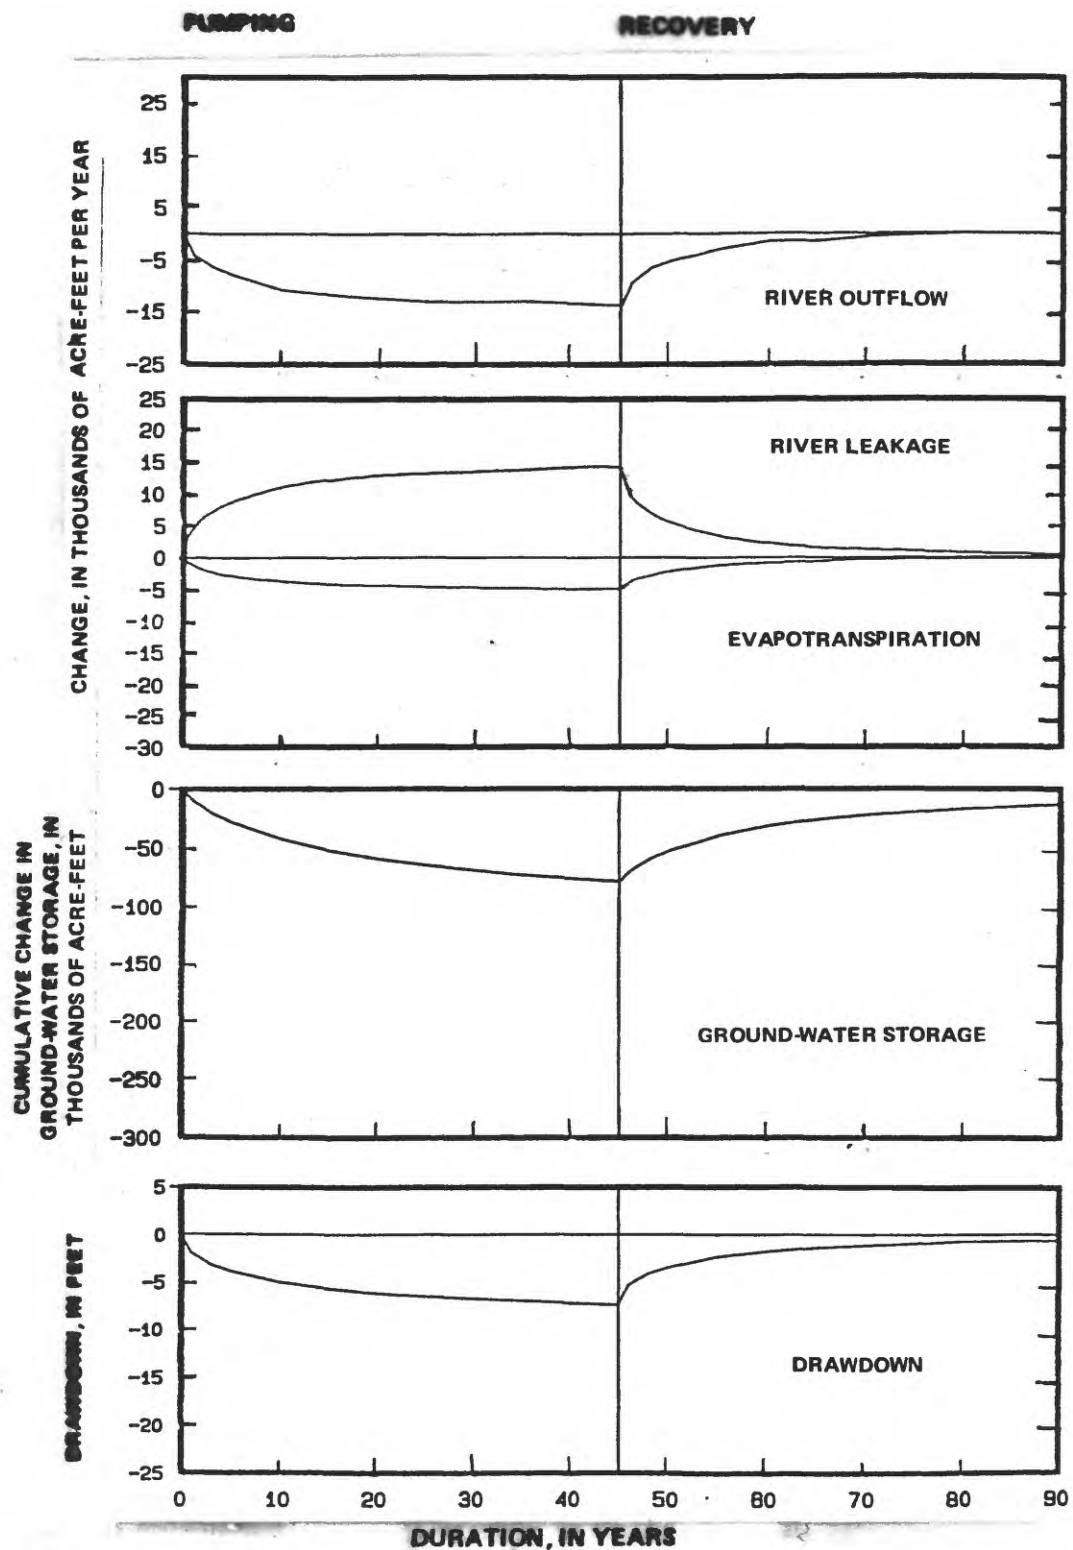 PUMPING RECOVERY
CHANGE, IN THOUSANDS OF ACRE-FEET PER YEAR
25
15
5
-5
-15
-25
RIVER OUTFLOW
25
20
15
10
5
0
-5
-10
-15
-20
-25
-30
RIVER LEAKAGE
EVAPOTRANSPIRATION
CUMULATIVE CHANGE IN
GROUND-WATER STORAGE, IN
THOUSANDS OF ACRE-FEET
0
-50
-100
-150
-200
-250
-300
GROUND-WATER STORAGE
DRAWDOWN, IN FEET
5
0
-5
-10
-15
-20
-25
DRAWDOWN
0 10 20 30 40 50 60 70 80 90
DURATION, IN YEARS